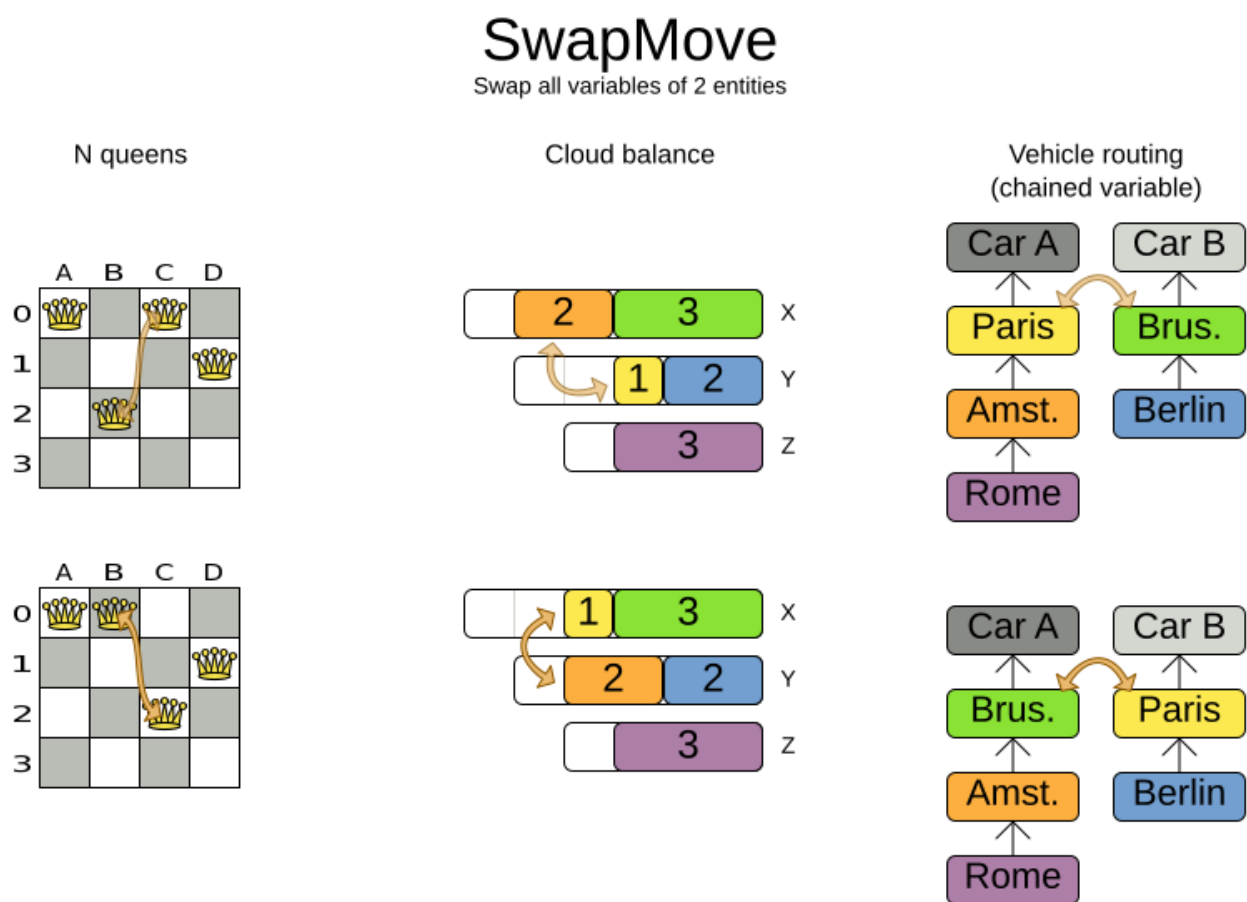 SwapMove
Swap all variables of 2 entities
N queens
Cloud balance
Vehicle routing
(chained variable)
A B C D
0
1
2
3
2 3 X
1 2 Y
3 Z
Car A Car B
Paris Brus.
Amst. Berlin
Rome
A B C D
0
1
2
3
1 3 X
2 2 Y
3 Z
Car A Car B
Brus. Paris
Amst. Berlin
Rome